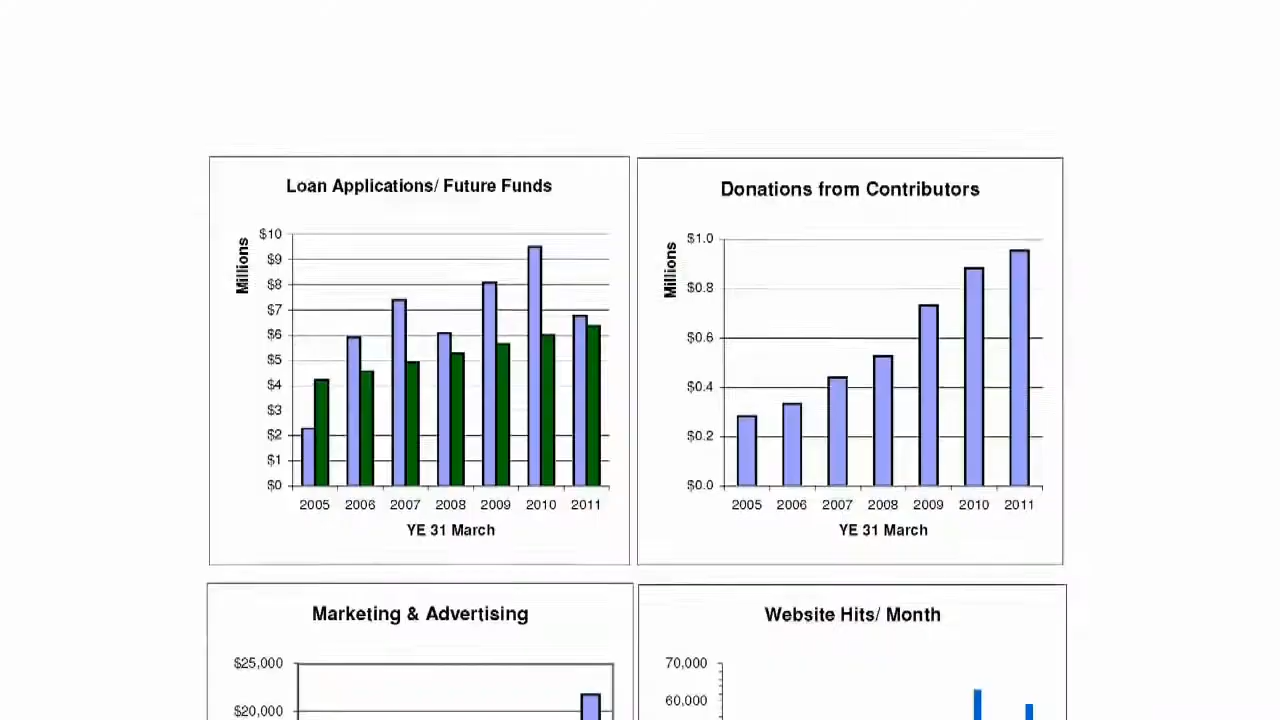 Loan Applications/ Future Funds
Millions
$10
$9
$8
$7
$6
$5
$4
$3
$2
$1
$0
2005 2006 2007 2008 2009 2010 2011
YE 31 March
Donations from Contributors
Millions
$1.0
$0.8
$0.6
$0.4
$0.2
$0.0
2005 2006 2007 2008 2009 2010 2011
YE 31 March
Marketing & Advertising
$25,000
$20,000
Website Hits/ Month
70,000
60,000